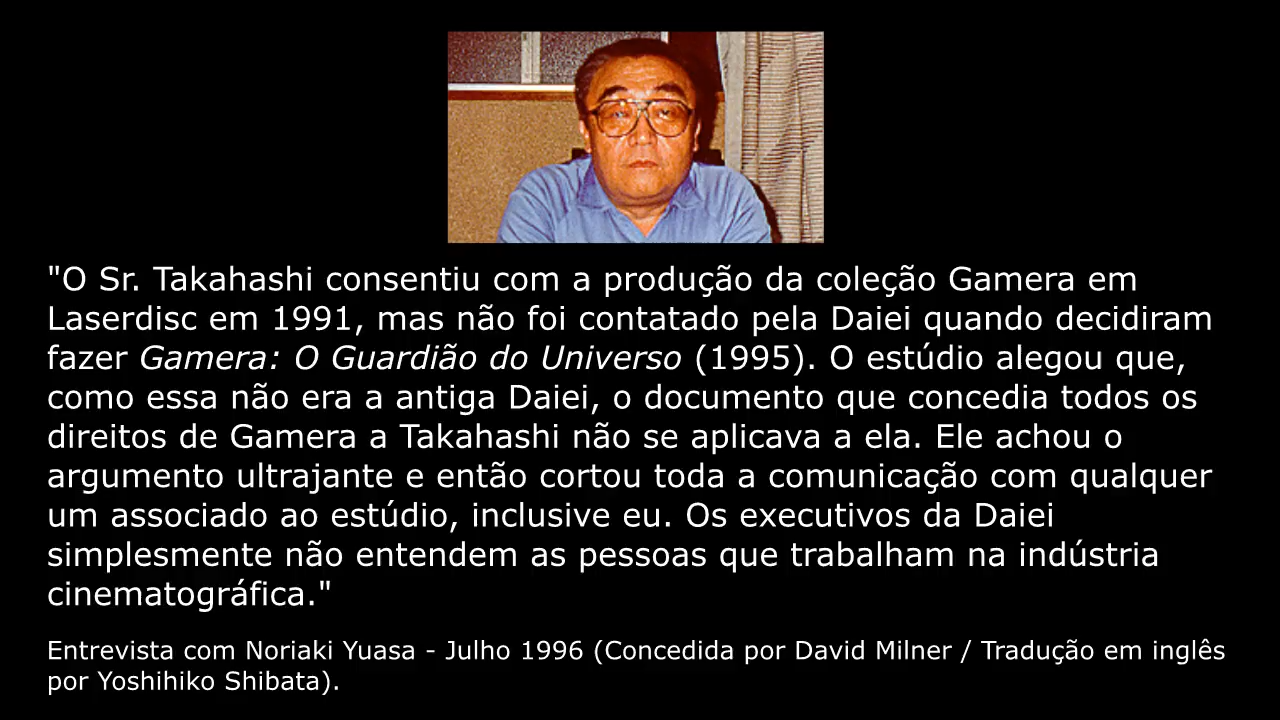 "O Sr. Takahashi consentiu com a produção da coleção Gamera em
Laserdisc em 1991, mas não foi contatado pela Daiei quando decidiram
fazer Gamera: O Guardião do Universo (1995). O estúdio alegou que,
como essa não era a antiga Daiei, o documento que concedia todos os
direitos de Gamera a Takahashi não se aplicava a ela. Ele achou o
argumento ultrajante e então cortou toda a comunicação com qualquer
um associado ao estúdio, inclusive eu. Os executivos da Daiei
simplesmente não entendem as pessoas que trabalham na indústria
cinematográfica."
Entrevista com Noriaki Yuasa - Julho 1996 (Concedida por David Milner / Tradução em inglês
por Yoshihiko Shibata).